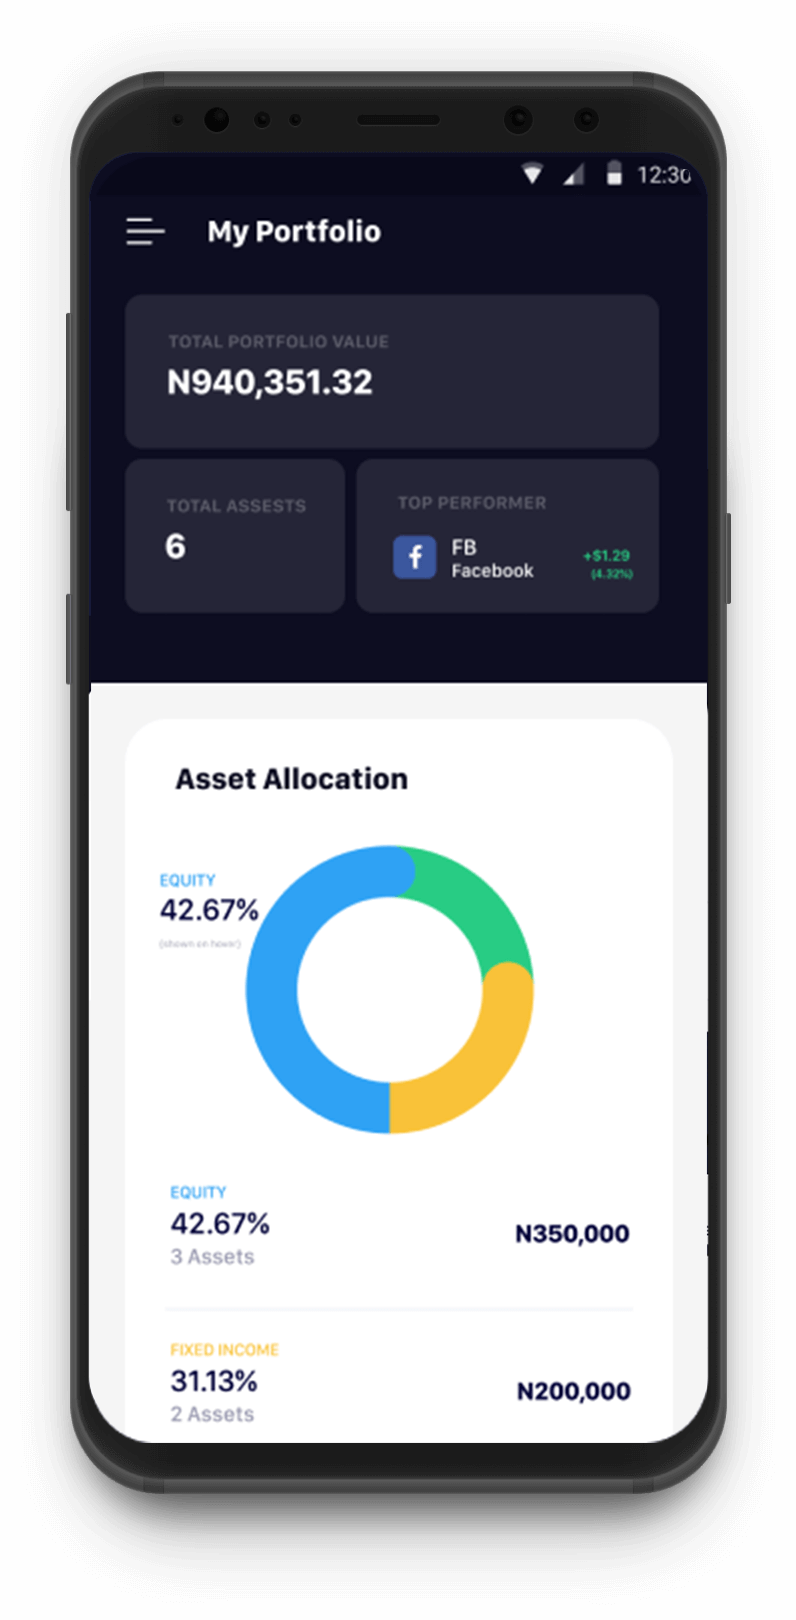 12:30
My Portfolio
TOTAL PORTFOLIO VALUE
N940,351.32
TOTAL ASSESTS
6
TOP PERFORMER
f
FB
Facebook
+$1.29
(4.32%)
Asset Allocation
EQUITY
42.67%
(shown on hover)
EQUITY
42.67%
3 Assets
N350,000
FIXED INCOME
31.13%
2 Assets
N200,000